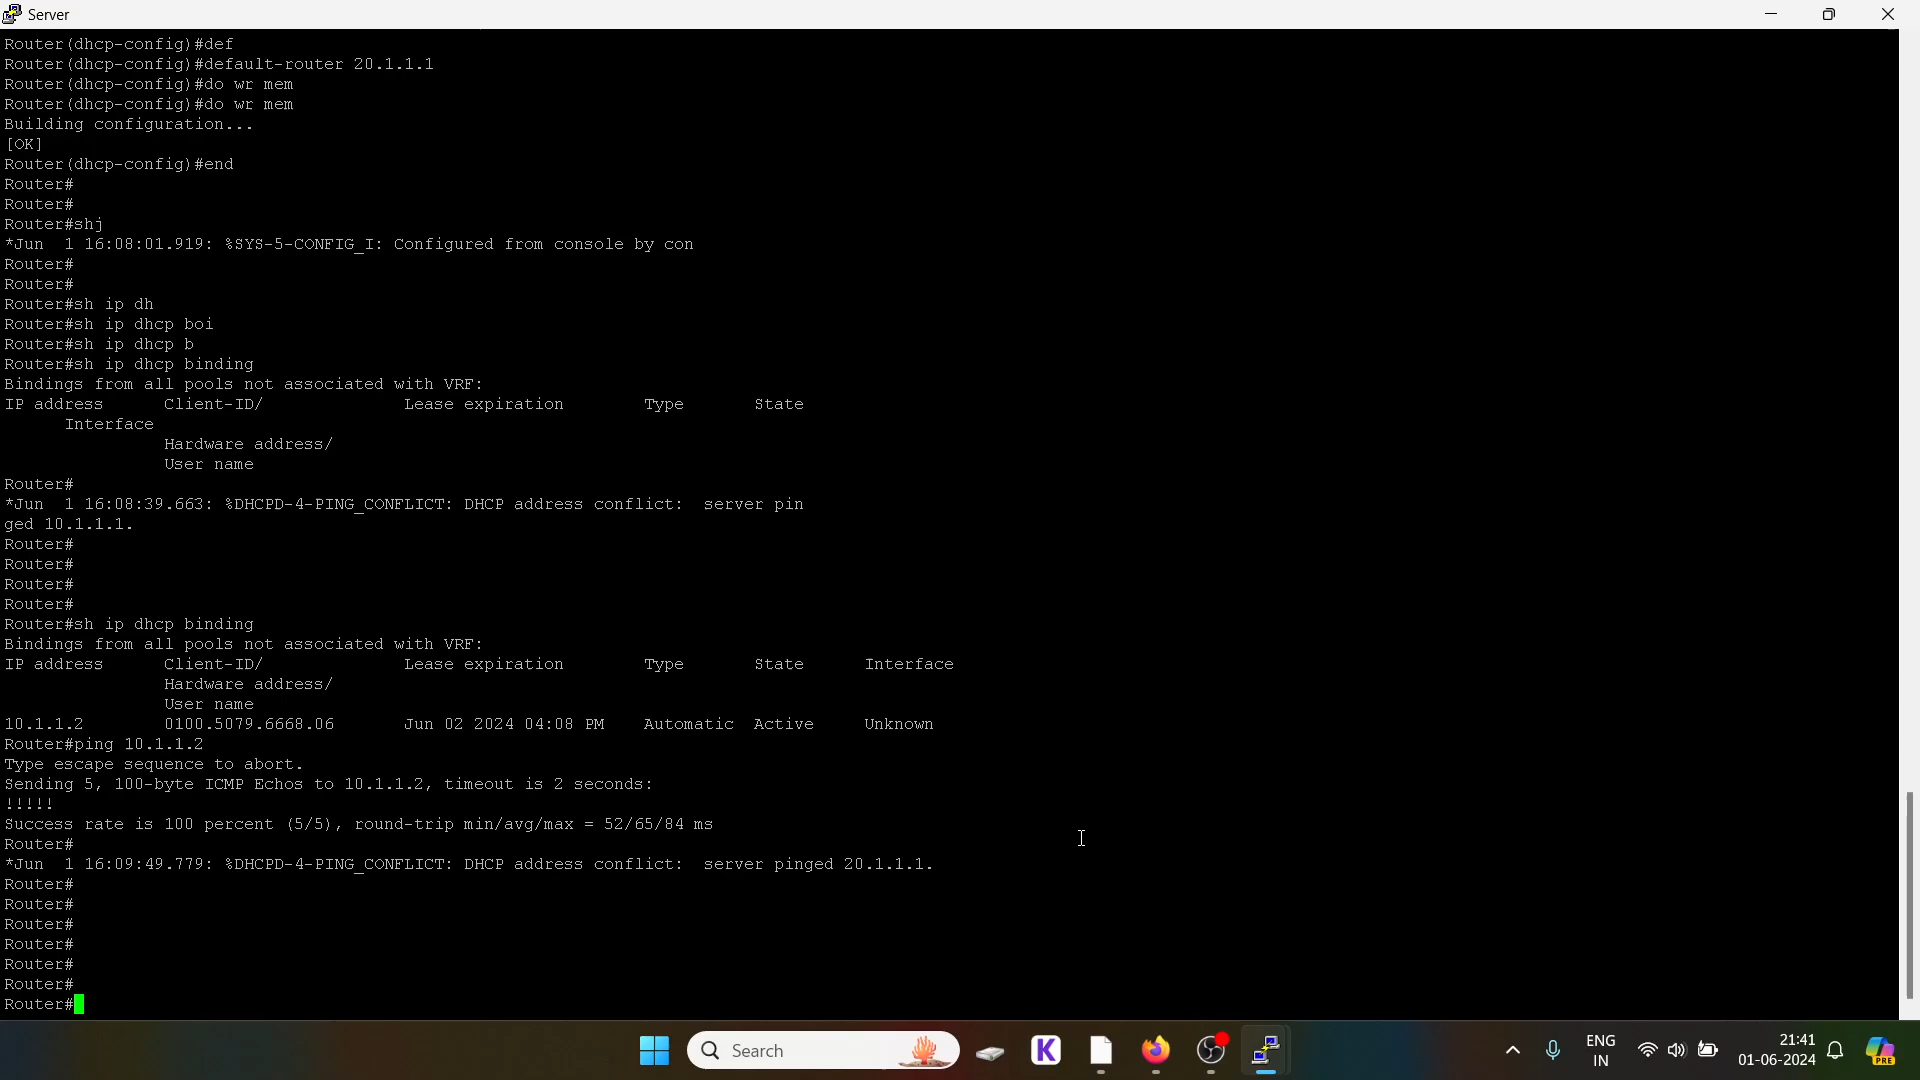 Server
Router(dhcp-config)#def
Router(dhcp-config)#default-router 20.1.1.1
Router(dhcp-config)#do wr mem
Router(dhcp-config)#do wr mem
Building configuration...
[OK]
Router(dhcp-config)#end
Router#
Router#
Router#shj
*Jun  1 16:08:01.919: %SYS-5-CONFIG_I: Configured from console by con
Router#
Router#
Router#sh ip dh
Router#sh ip dhcp boi
Router#sh ip dhcp b
Router#sh ip dhcp binding
Bindings from all pools not associated with VRF:
IP address      Client-ID/              Lease expiration        Type       State
      Interface
                Hardware address/
                User name
Router#
*Jun  1 16:08:39.663: %DHCPD-4-PING_CONFLICT: DHCP address conflict:  server pin
ged 10.1.1.1.
Router#
Router#
Router#
Router#
Router#sh ip dhcp binding
Bindings from all pools not associated with VRF:
IP address      Client-ID/              Lease expiration        Type       State      Interface
                Hardware address/
                User name
10.1.1.2        0100.5079.6668.06       Jun 02 2024 04:08 PM    Automatic  Active     Unknown
Router#ping 10.1.1.2
Type escape sequence to abort.
Sending 5, 100-byte ICMP Echos to 10.1.1.2, timeout is 2 seconds:
!!!!!
Success rate is 100 percent (5/5), round-trip min/avg/max = 52/65/84 ms
Router#
*Jun  1 16:09:49.779: %DHCPD-4-PING_CONFLICT: DHCP address conflict:  server pinged 20.1.1.1.
Router#
Router#
Router#
Router#
Router#
Router#
Router#
Search
K
ENG
IN
21:41
01-06-2024
PRE